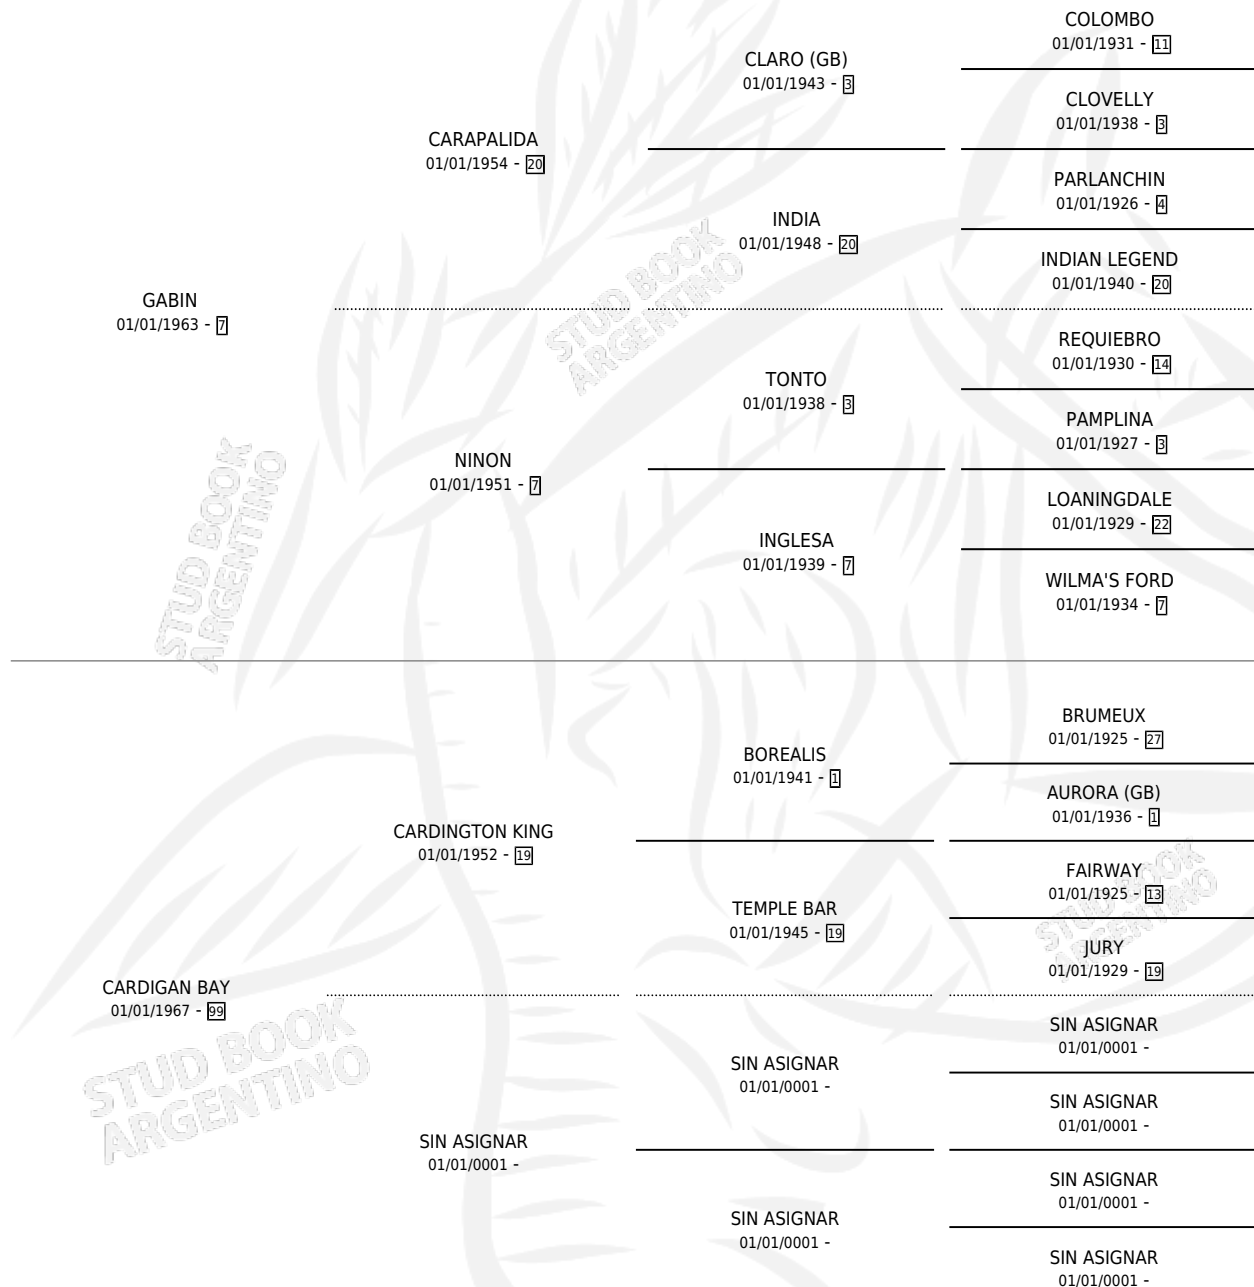 COLOMBO
01/01/1931 - 11
CLARO (GB)
01/01/1943 - 3
CLOVELLY
01/01/1938 - 3
CARAPALIDA
01/01/1954 - 20
PARLANCHIN
01/01/1926 - 4
INDIA
01/01/1948 - 20
INDIAN LEGEND
01/01/1940 - 20
GABIN
01/01/1963 - 7
REQUIEBRO
01/01/1930 - 14
TONTO
01/01/1938 - 3
PAMPLINA
01/01/1927 - 3
NINON
01/01/1951 - 7
LOANINGDALE
01/01/1929 - 22
INGLESA
01/01/1939 - 7
WILMA'S FORD
01/01/1934 - 7
STUD BOOK
ARGENTINO
STUD BOOK
ARGENTINO
BRUMEUX
01/01/1925 - 27
BOREALIS
01/01/1941 - 1
AURORA (GB)
01/01/1936 - 1
CARDINGTON KING
01/01/1952 - 19
FAIRWAY
01/01/1925 - 13
TEMPLE BAR
01/01/1945 - 19
JURY
01/01/1929 - 19
STUD BOOK
ARGENTINO
CARDIGAN BAY
01/01/1967 - 99
SIN ASIGNAR
01/01/0001 -
SIN ASIGNAR
01/01/0001 -
SIN ASIGNAR
01/01/0001 -
SIN ASIGNAR
01/01/0001 -
SIN ASIGNAR
01/01/0001 -
SIN ASIGNAR
01/01/0001 -
SIN ASIGNAR
01/01/0001 -
STUD BOOK
ARGENTINO